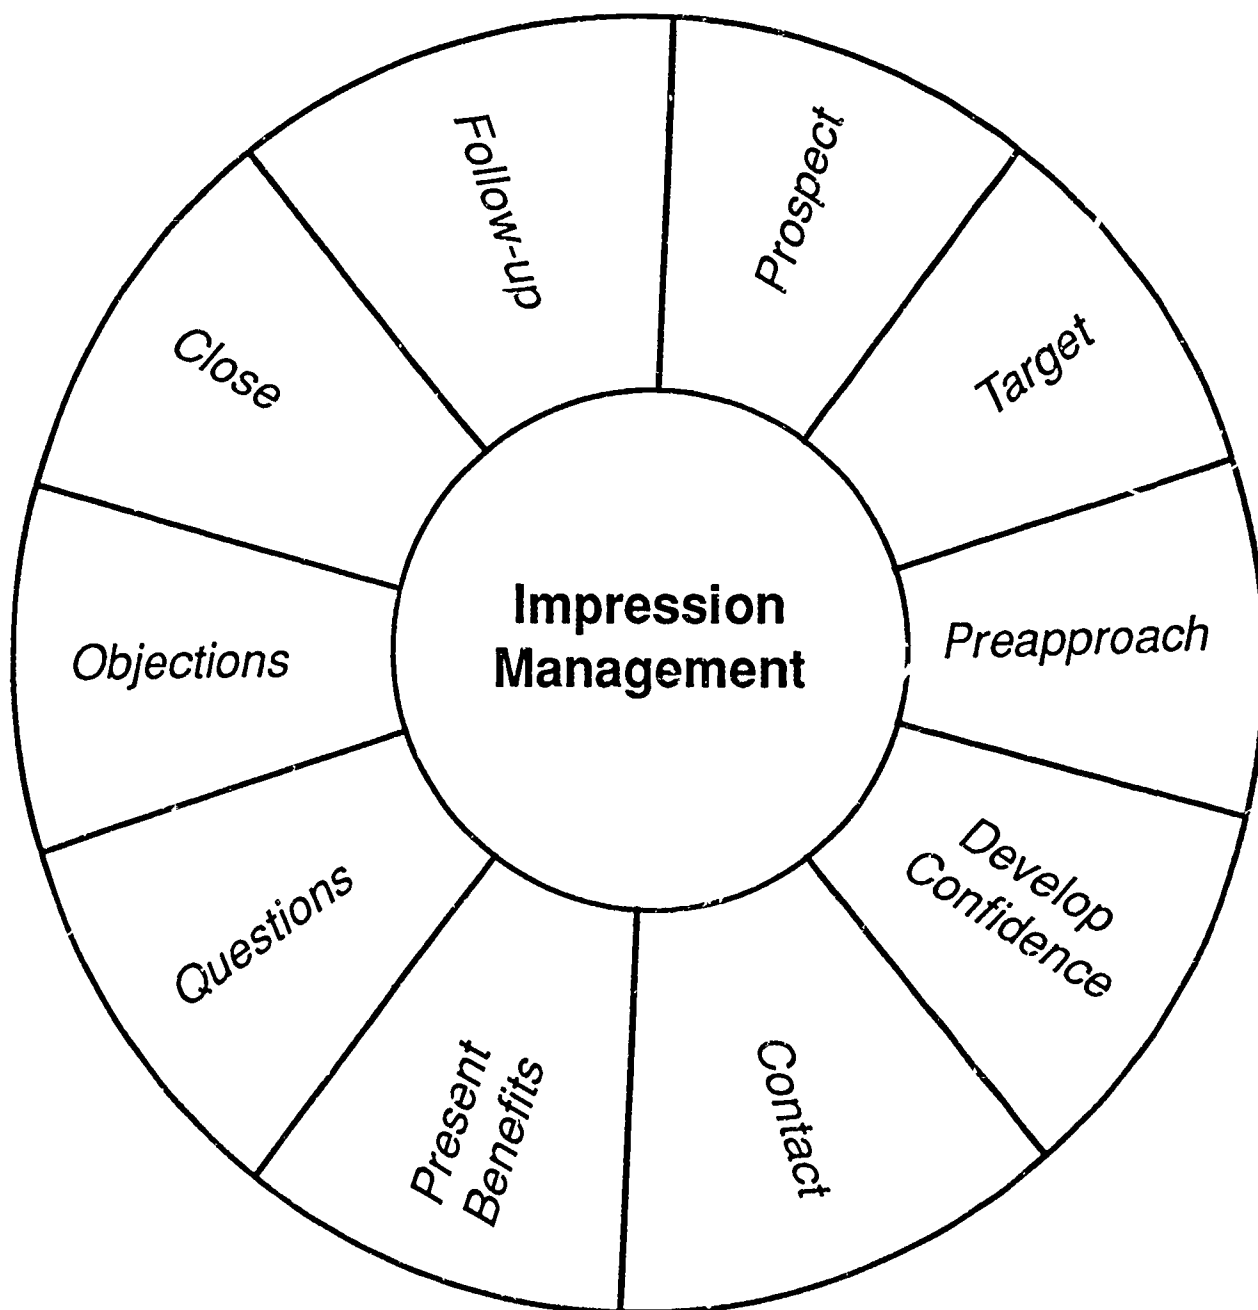 Prospect
Target
Preapproach
Develop
Confidence
Contact
Present
Benefits
Questions
Objections
Close
Follow-up
Impression
Management